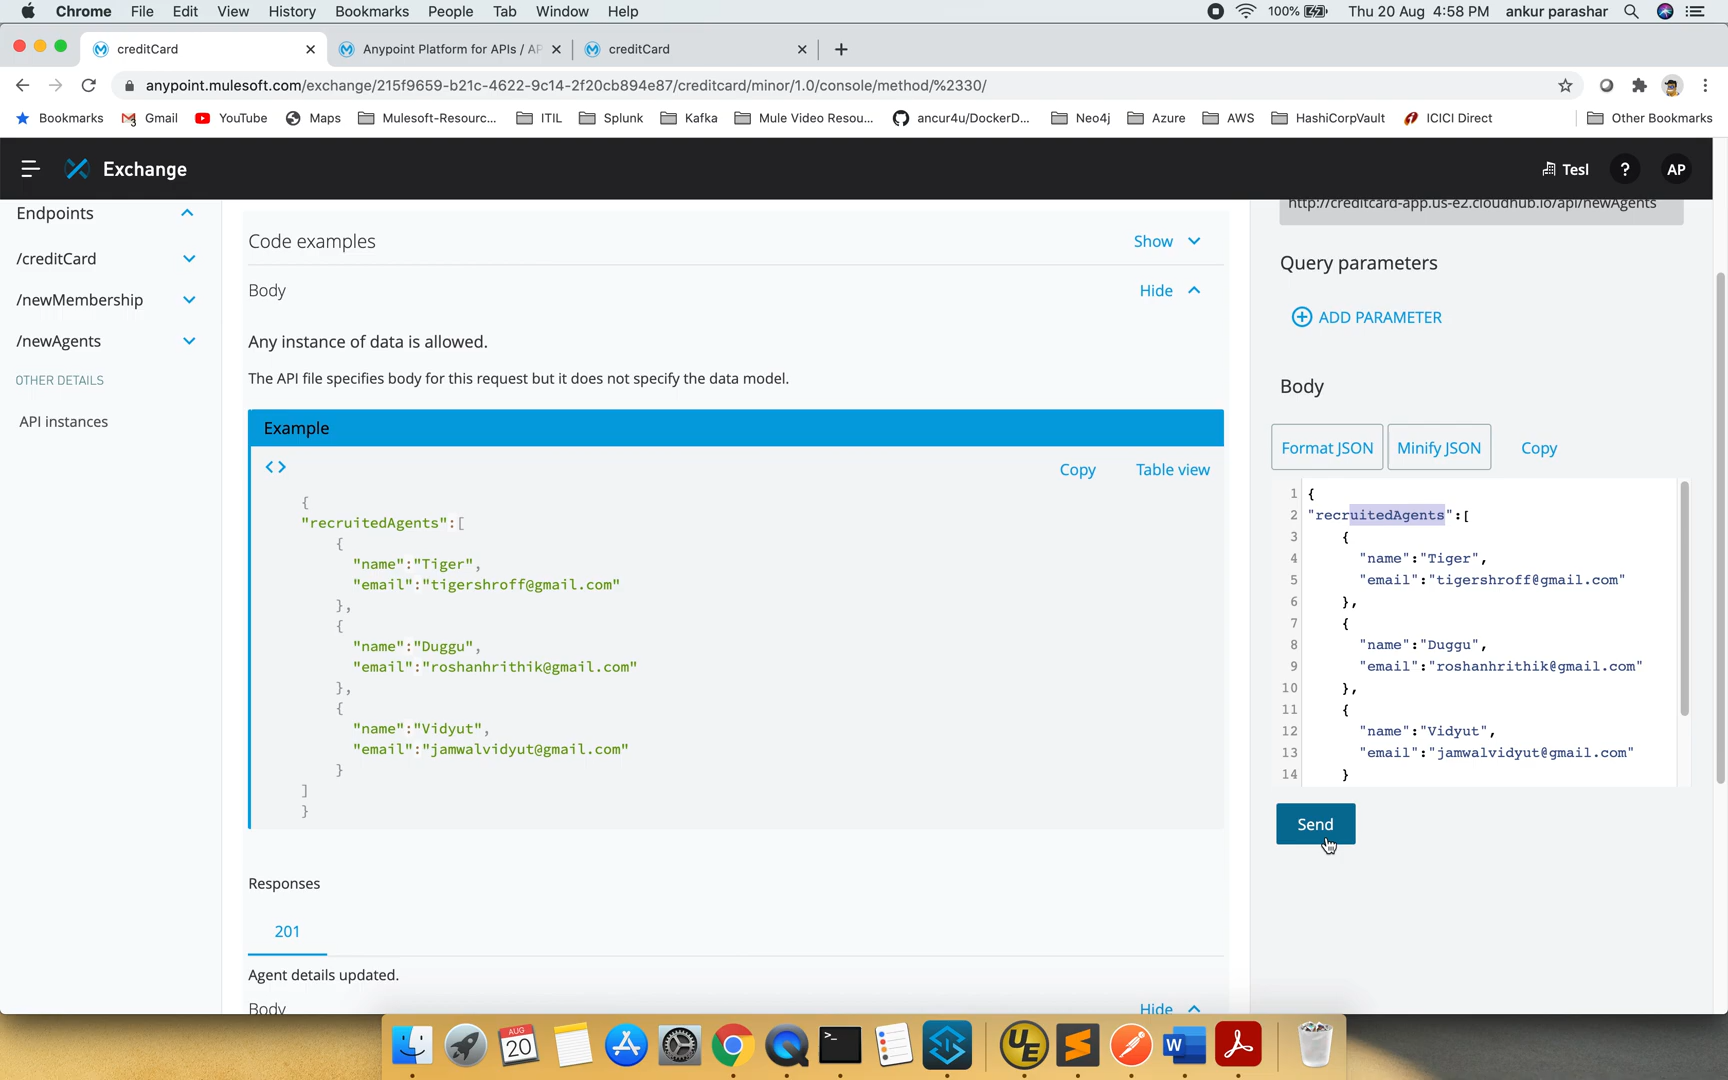 Chrome File Edit View History Bookmarks People Tab Window Help 100% Thu 20 Aug 4:58 PM ankur parashar
creditCard Anypoint Platform for APIs / AP creditCard
anypoint.mulesoft.com/exchange/215f9659-b21c-4622-9c14-2f20cb894e87/creditcard/minor/1.0/console/method/%2330/
Bookmarks Gmail YouTube Maps Mulesoft-Resourc... ITIL Splunk Kafka Mule Video Resou... ancur4u/DockerD... Neo4j Azure AWS HashiCorpVault ICICI Direct Other Bookmarks
Exchange Tesl ? AP
Endpoints
/creditCard
/newMembership
/newAgents
OTHER DETAILS
API instances
Code examples Show
Body Hide
Any instance of data is allowed.
The API file specifies body for this request but it does not specify the data model.
Example
<> Copy Table view
{
"recruitedAgents":[
{
"name":"Tiger",
"email":"tigershroff@gmail.com"
},
{
"name":"Duggu",
"email":"roshanhrithik@gmail.com"
},
{
"name":"Vidyut",
"email":"jamwalvidyut@gmail.com"
}
]
}
Responses
201
Agent details updated.
Body Hide
http://creditcard-app.us-e2.cloudhub.io/api/newAgents
Query parameters
ADD PARAMETER
Body
Format JSON Minify JSON Copy
1 {
2 "recruitedAgents":[
3 {
4 "name":"Tiger",
5 "email":"tigershroff@gmail.com"
6 },
7 {
8 "name":"Duggu",
9 "email":"roshanhrithik@gmail.com"
10 },
11 {
12 "name":"Vidyut",
13 "email":"jamwalvidyut@gmail.com"
14 }
Send
AUG
20
>_
UE
W